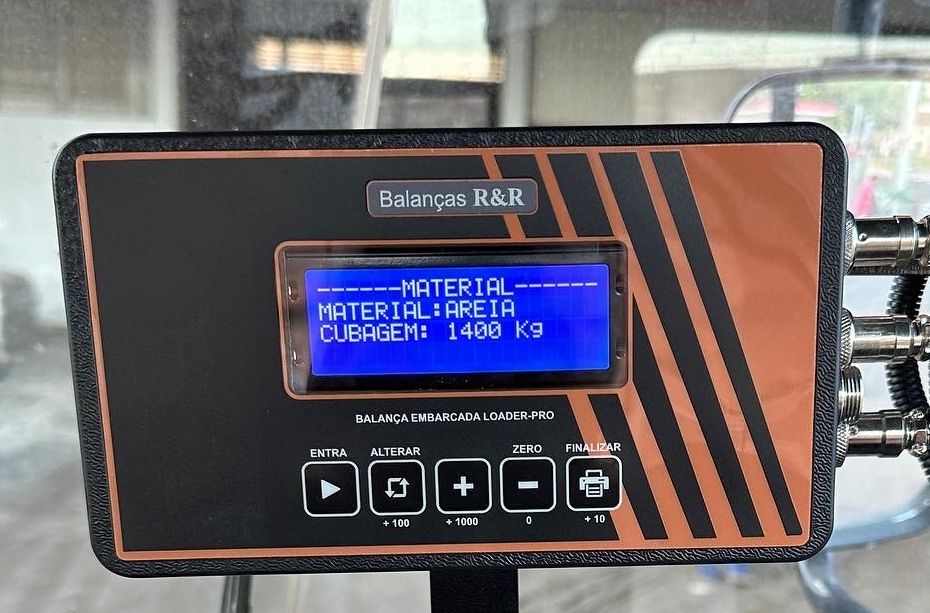 Balanças R&R
------MATERIAL------
MATERIAL:AREIA
CUBAGEM: 1400 Kg
BALANÇA EMBARCADA LOADER-PRO
ENTRA ALTERAR ZERO FINALIZAR
+ 100 + 1000 0 + 10